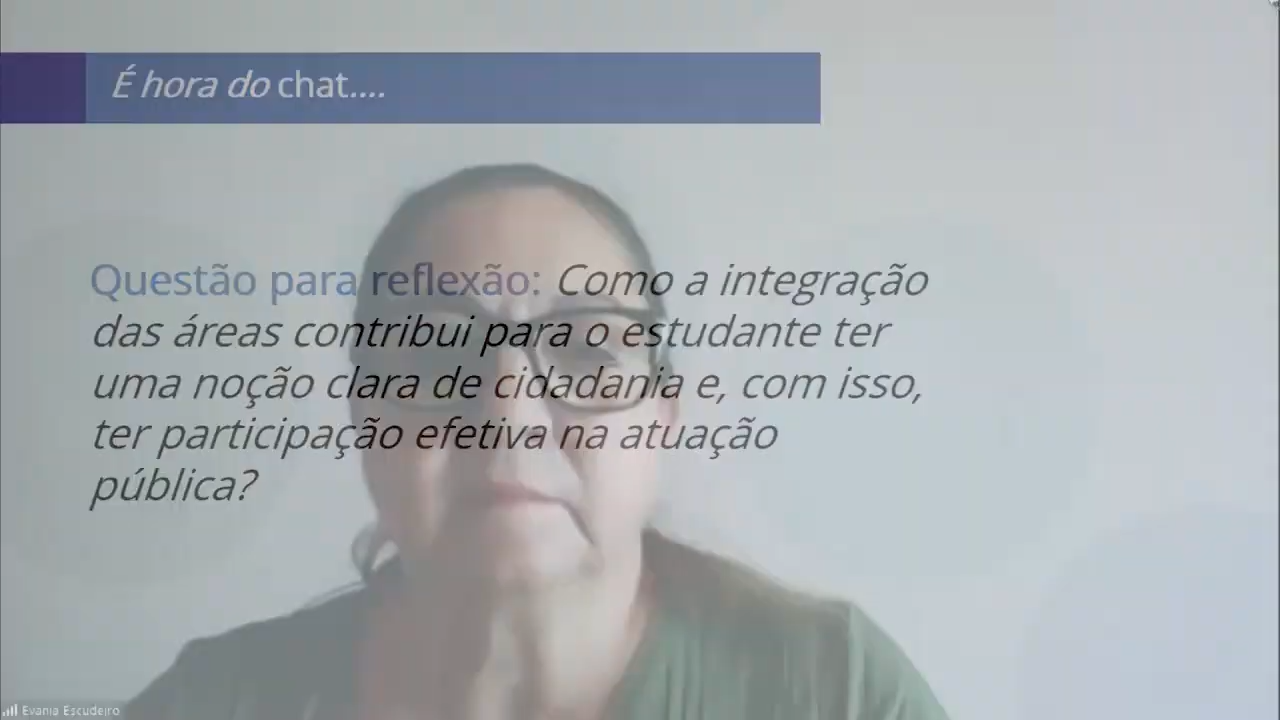 É hora do chat....
Questão para reflexão: Como a integração
das áreas contribui para o estudante ter
uma noção clara de cidadania e, com isso,
ter participação efetiva na atuação
pública?
Evania Escudeiro